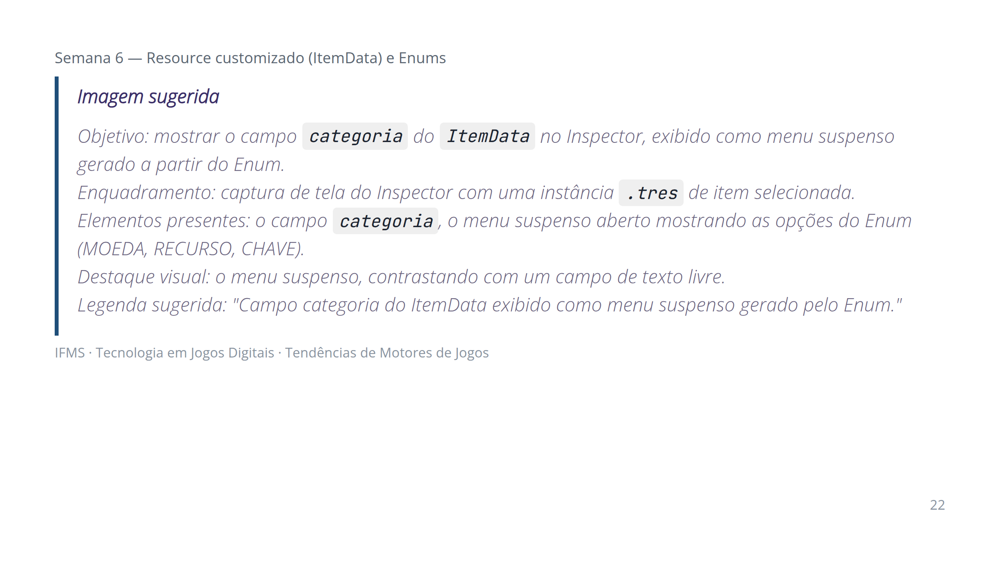 Semana 6 — Resource customizado (ItemData) e Enums
Imagem sugerida
Objetivo: mostrar o campo categoria do ItemData no Inspector, exibido como menu suspenso
gerado a partir do Enum.
Enquadramento: captura de tela do Inspector com uma instância .tres de item selecionada.
Elementos presentes: o campo categoria, o menu suspenso aberto mostrando as opções do Enum
(MOEDA, RECURSO, CHAVE).
Destaque visual: o menu suspenso, contrastando com um campo de texto livre.
Legenda sugerida: "Campo categoria do ItemData exibido como menu suspenso gerado pelo Enum."
IFMS · Tecnologia em Jogos Digitais · Tendências de Motores de Jogos
22